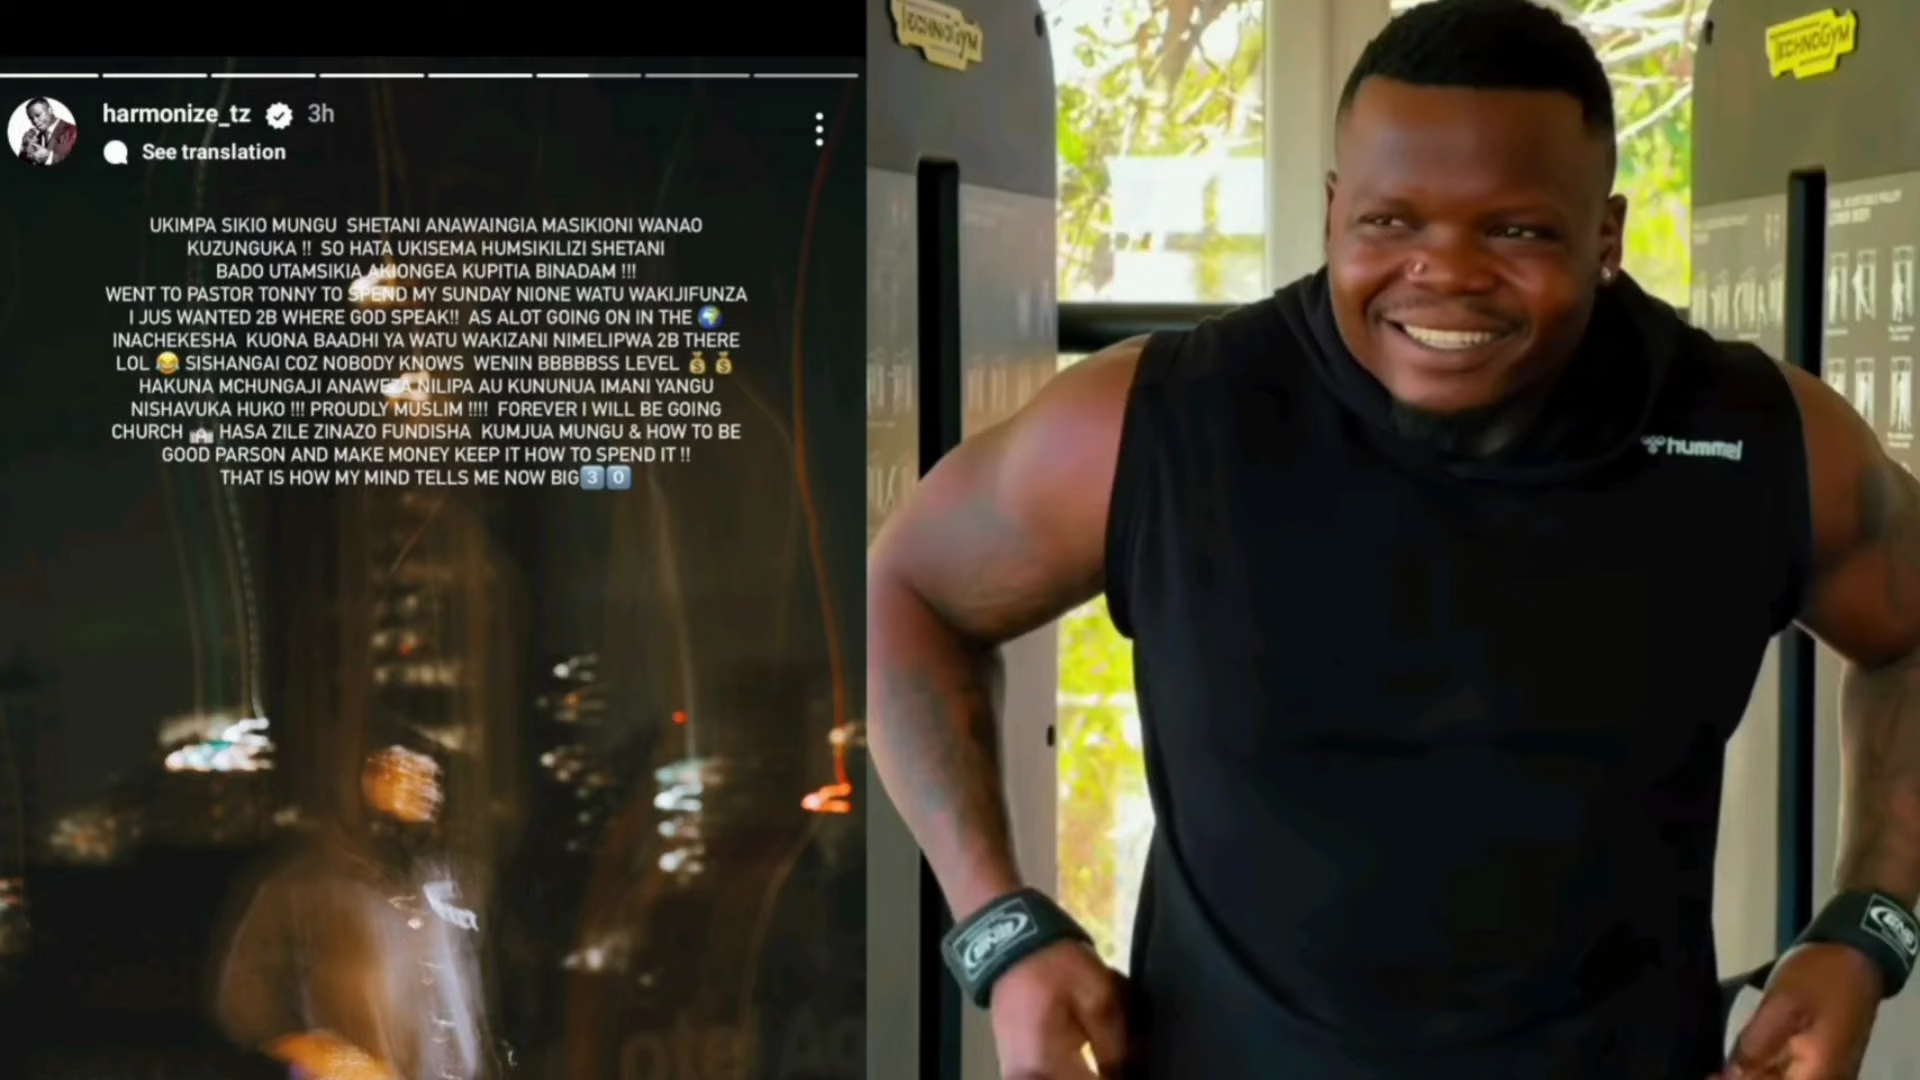 harmonize_tz 3h
See translation
UKIMPA SIKIO MUNGU SHETANI ANAWAINGIA MASIKIONI WANAO
KUZUNGUKA !! SO HATA UKISEMA HUMSIKILIZI SHETANI
BADO UTAMSIKIA AKIONGEA KUPITIA BINADAM !!!
WENT TO PASTOR TONNY TO SPEND MY SUNDAY NIONE WATU WAKIJIFUNZA
I JUS WANTED 2B WHERE GOD SPEAK!! AS ALOT GOING ON IN THE 🌍
INACHEKESHA KUONA BAADHI YA WATU WAKIZANI NIMELIPWA 2B THERE
LOL 😂 SISHANGAI COZ NOBODY KNOWS WENIN BBBBBSS LEVEL 💰 💰
HAKUNA MCHUNGAJI ANAWEZA NILIPA AU KUNUNUA IMANI YANGU
NISHAVUKA HUKO !!! PROUDLY MUSLIM !!!! FOREVER I WILL BE GOING
CHURCH ⛪ HASA ZILE ZINAZO FUNDISHA KUMJUA MUNGU & HOW TO BE
GOOD PARSON AND MAKE MONEY KEEP IT HOW TO SPEND IT !!
THAT IS HOW MY MIND TELLS ME NOW BIG3️⃣0️⃣
TECHNOGYM
TECHNOGYM
hummel